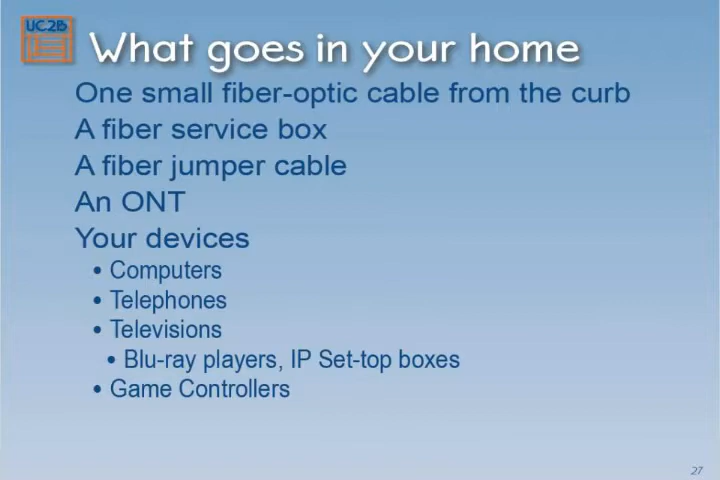 UC2B
What goes in your home
One small fiber-optic cable from the curb
A fiber service box
A fiber jumper cable
An ONT
Your devices
• Computers
• Telephones
• Televisions
• Blu-ray players, IP Set-top boxes
• Game Controllers
27